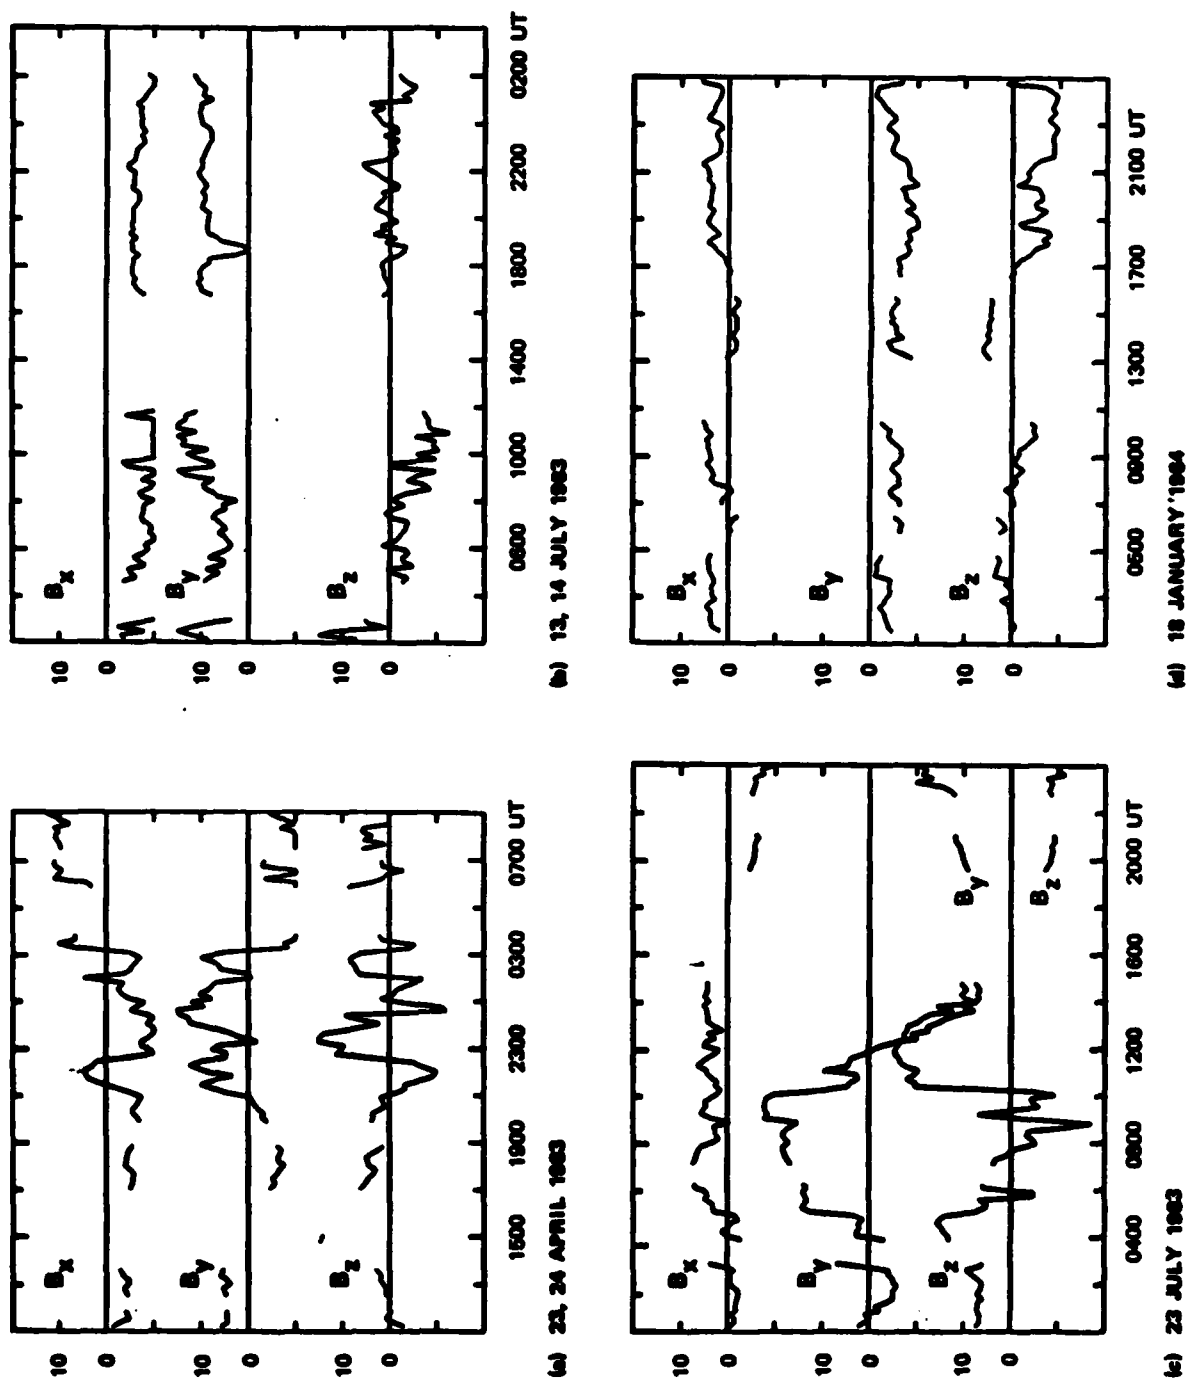 10
Bx
0
10
By
0
10
Bz
0
1500 1900 2300 0300 0700 UT
(a) 23, 24 APRIL 1983
10
Bx
0
10
By
0
10
Bz
0
0600 1000 1400 1800 2200 0200 UT
(b) 13, 14 JULY 1983
10
Bx
0
10
By
0
10
Bz
By
0
Bz
0400 0800 1200 1600 2000 UT
(c) 23 JULY 1983
10
Bx
0
10
By
0
10
Bz
0
0500 0900 1300 1700 2100 UT
(d) 18 JANUARY 1984